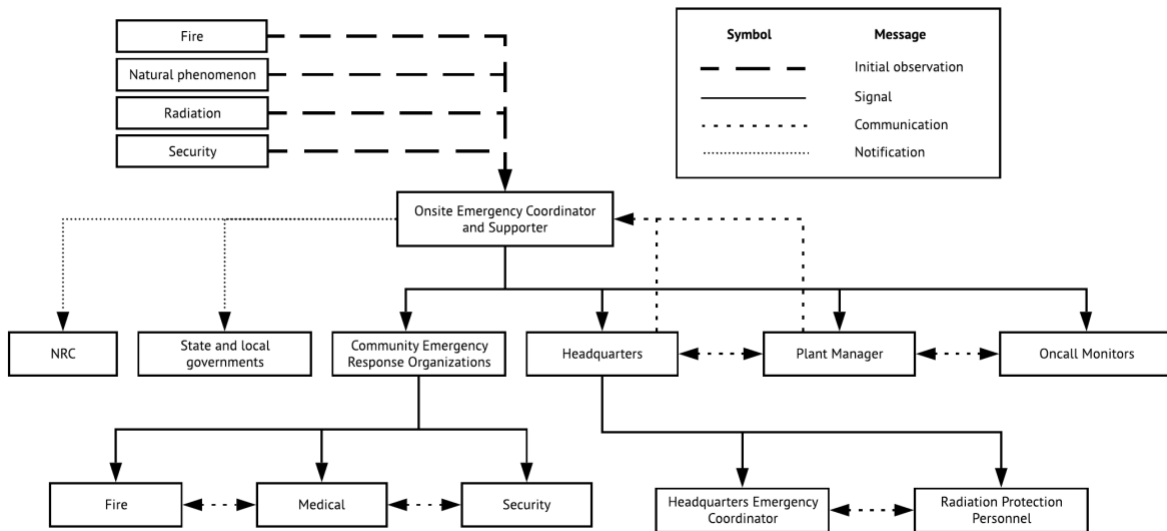 Fire
Natural phenomenon
Radiation
Security
Symbol Message
Initial observation
Signal
Communication
Notification
Onsite Emergency Coordinator
and Supporter
NRC
State and local
governments
Community Emergency
Response Organizations
Headquarters
Plant Manager
Oncall Monitors
Fire
Medical
Security
Headquarters Emergency
Coordinator
Radiation Protection
Personnel